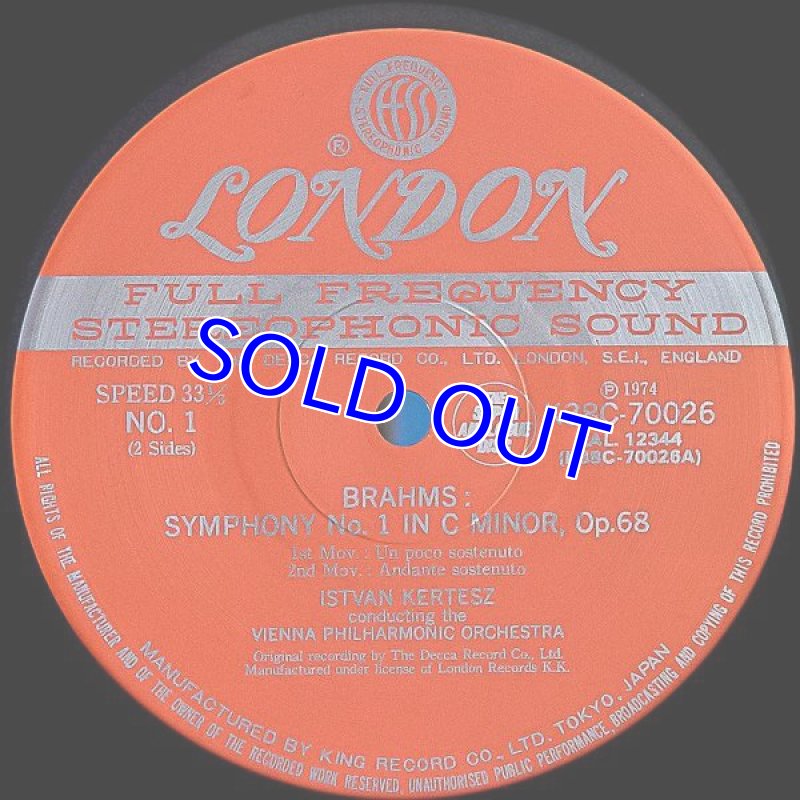 FULL FREQUENCY
STEREOPHONIC SOUND
ffss
®
LONDON
FULL FREQUENCY
STEREOPHONIC SOUND
RECORDED BY DECCA RECORD CO., LTD. LONDON, S.E.I., ENGLAND
SPEED 33⅓
NO. 1
(2 Sides)
℗ 1974
C-70026
AL. 12344
C-70026A)
SOLD OUT
BRAHMS:
SYMPHONY No. 1 IN C MINOR, Op.68
1st Mov. : Un poco sostenuto
2nd Mov. : Andante sostenuto
ISTVAN KERTESZ
conducting the
VIENNA PHILHARMONIC ORCHESTRA
Original recording by The Decca Record Co., Ltd.
Manufactured under license of London Records K.K.
MANUFACTURED BY KING RECORD CO., LTD. TOKYO, JAPAN
ALL RIGHTS OF THE MANUFACTURER AND OF THE OWNER OF THE RECORDED WORK RESERVED, UNAUTHORISED PUBLIC PERFORMANCE, BROADCASTING AND COPYING OF THIS RECORD PROHIBITED